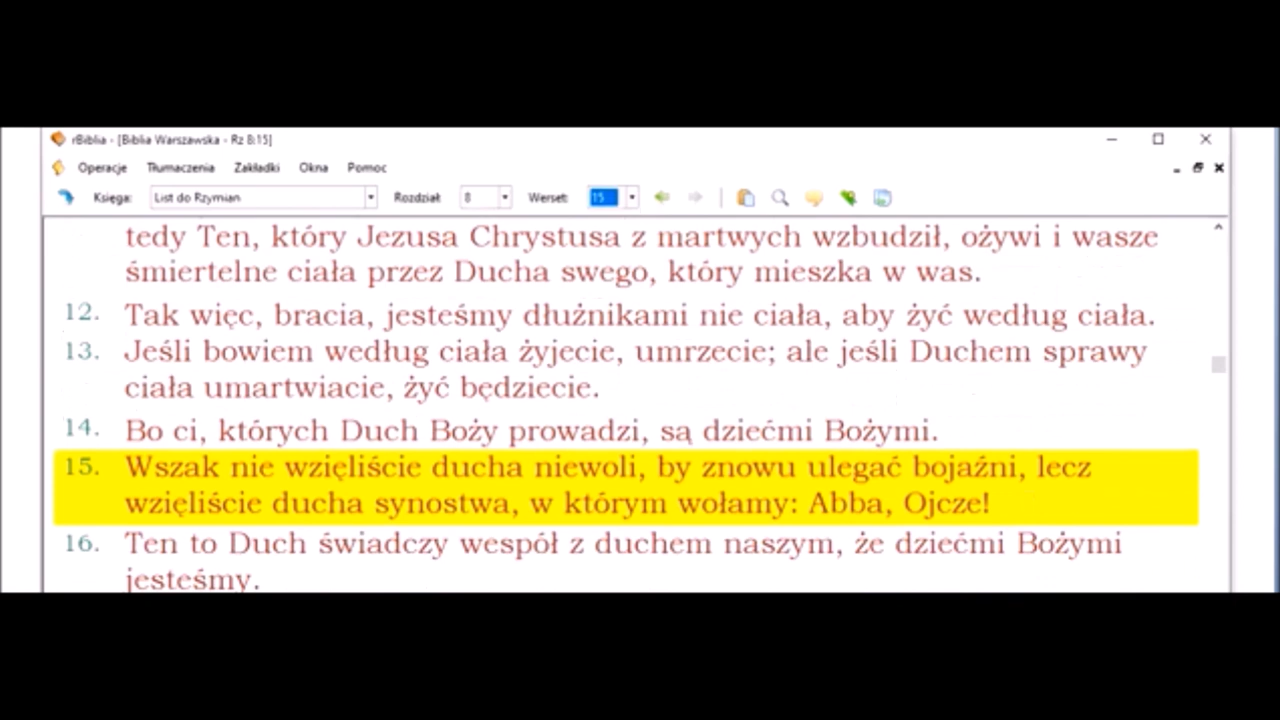 rBiblia - [Biblia Warszawska - Rz 8:15]
Operacje Tłumaczenia Zakładki Okna Pomoc
Księga: List do Rzymian Rozdział 8 Werset: 15
tedy Ten, który Jezusa Chrystusa z martwych wzbudził, ożywi i wasze
śmiertelne ciała przez Ducha swego, który mieszka w was.
12. Tak więc, bracia, jesteśmy dłużnikami nie ciała, aby żyć według ciała.
13. Jeśli bowiem według ciała żyjecie, umrzecie; ale jeśli Duchem sprawy
ciała umartwiacie, żyć będziecie.
14. Bo ci, których Duch Boży prowadzi, są dziećmi Bożymi.
15. Wszak nie wzięliście ducha niewoli, by znowu ulegać bojaźni, lecz
wzięliście ducha synostwa, w którym wołamy: Abba, Ojcze!
16. Ten to Duch świadczy wespół z duchem naszym, że dziećmi Bożymi
jesteśmy.